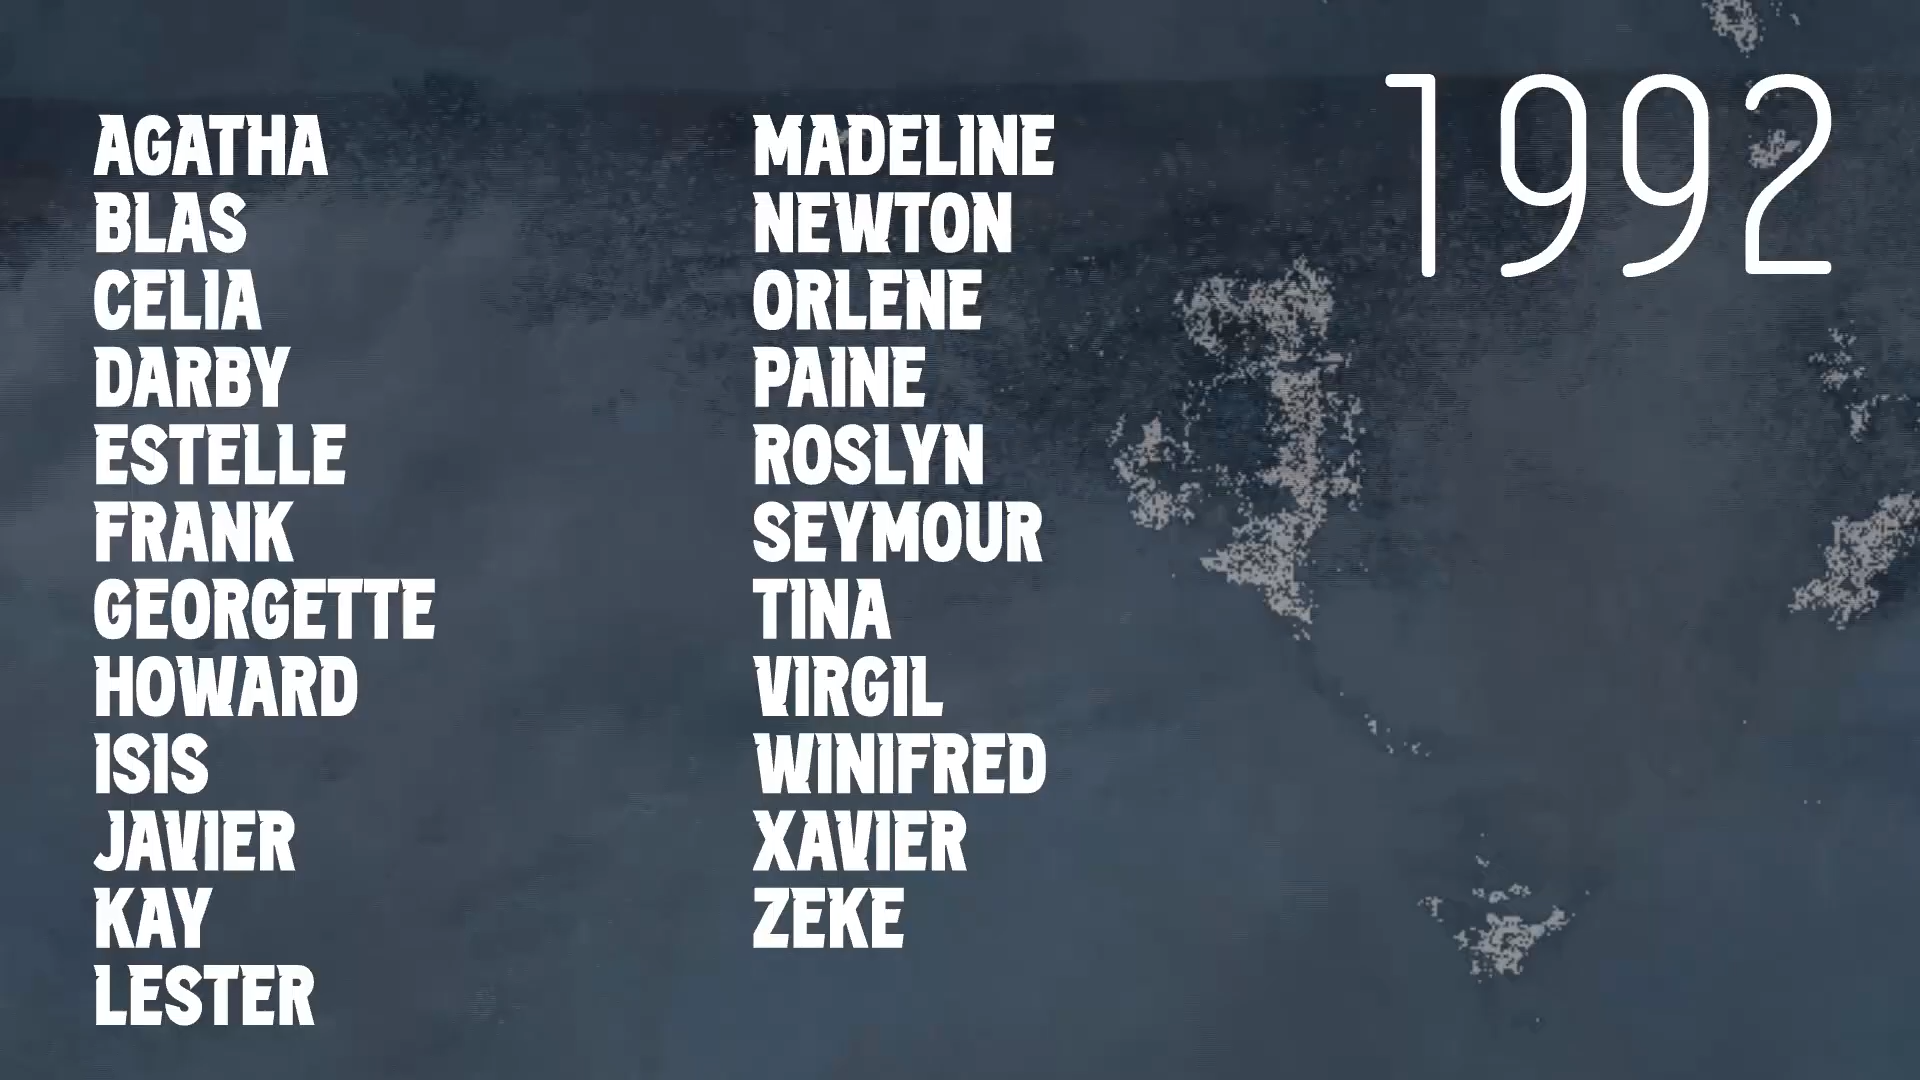 1992
AGATHA
BLAS
CELIA
DARBY
ESTELLE
FRANK
GEORGETTE
HOWARD
ISIS
JAVIER
KAY
LESTER
MADELINE
NEWTON
ORLENE
PAINE
ROSLYN
SEYMOUR
TINA
VIRGIL
WINIFRED
XAVIER
ZEKE